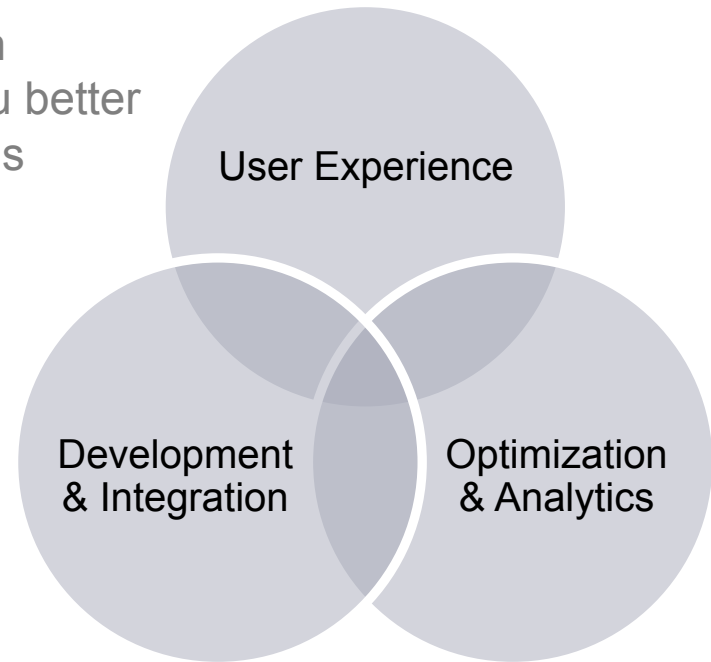 u better
s
User Experience
Development
& Integration
Optimization
& Analytics